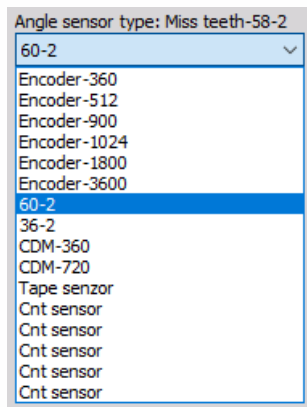 Angle sensor type: Miss teeth-58-2
60-2
Encoder-360
Encoder-512
Encoder-900
Encoder-1024
Encoder-1800
Encoder-3600
60-2
36-2
CDM-360
CDM-720
Tape senzor
Cnt sensor
Cnt sensor
Cnt sensor
Cnt sensor
Cnt sensor